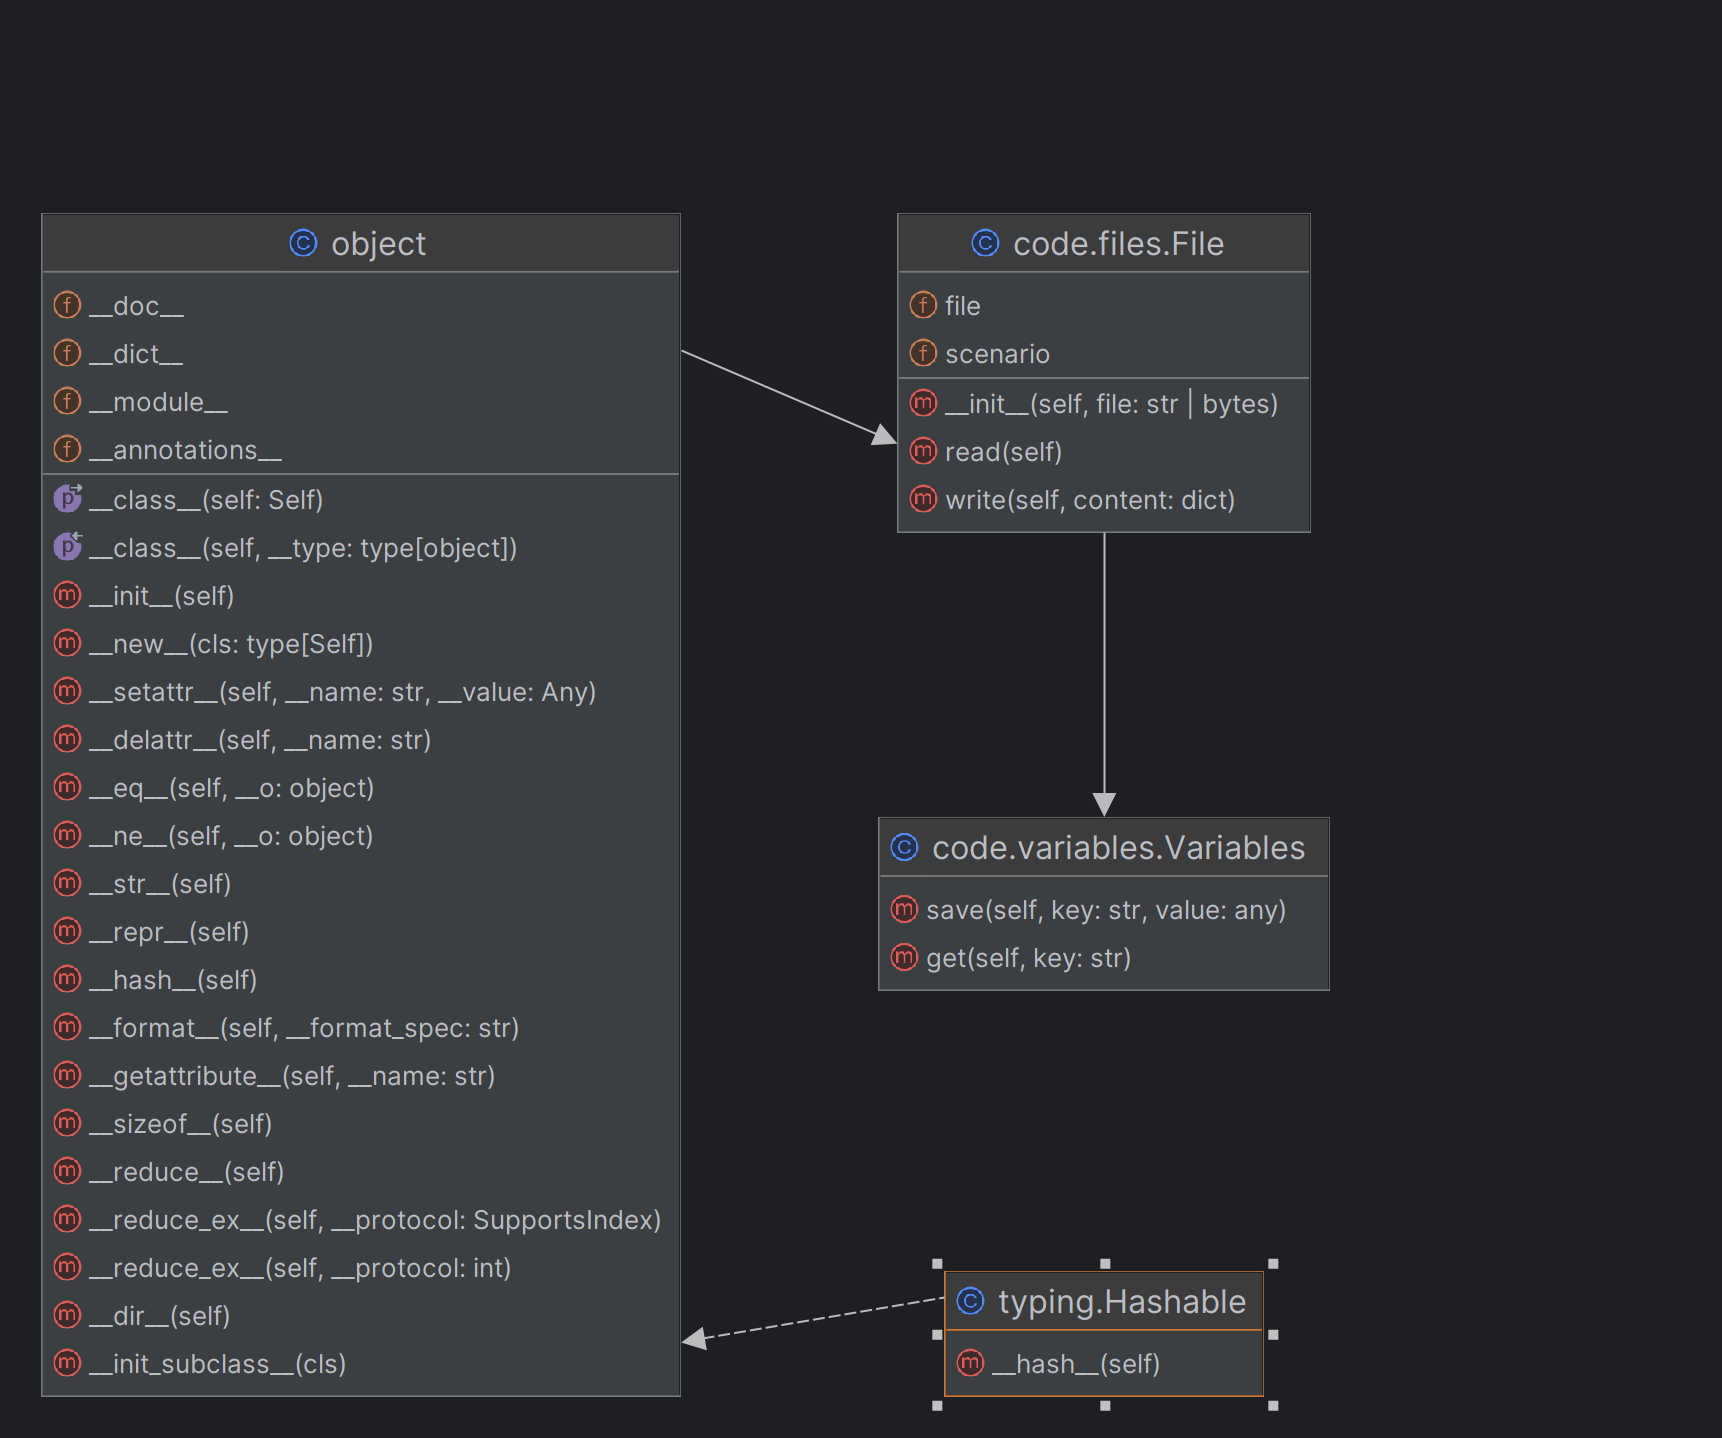 object
__doc__
__dict__
__module__
__annotations__
__class__(self: Self)
__class__(self, __type: type[object])
__init__(self)
__new__(cls: type[Self])
__setattr__(self, __name: str, __value: Any)
__delattr__(self, __name: str)
__eq__(self, __o: object)
__ne__(self, __o: object)
__str__(self)
__repr__(self)
__hash__(self)
__format__(self, __format_spec: str)
__getattribute__(self, __name: str)
__sizeof__(self)
__reduce__(self)
__reduce_ex__(self, __protocol: SupportsIndex)
__reduce_ex__(self, __protocol: int)
__dir__(self)
__init_subclass__(cls)
code.files.File
file
scenario
__init__(self, file: str | bytes)
read(self)
write(self, content: dict)
code.variables.Variables
save(self, key: str, value: any)
get(self, key: str)
typing.Hashable
__hash__(self)